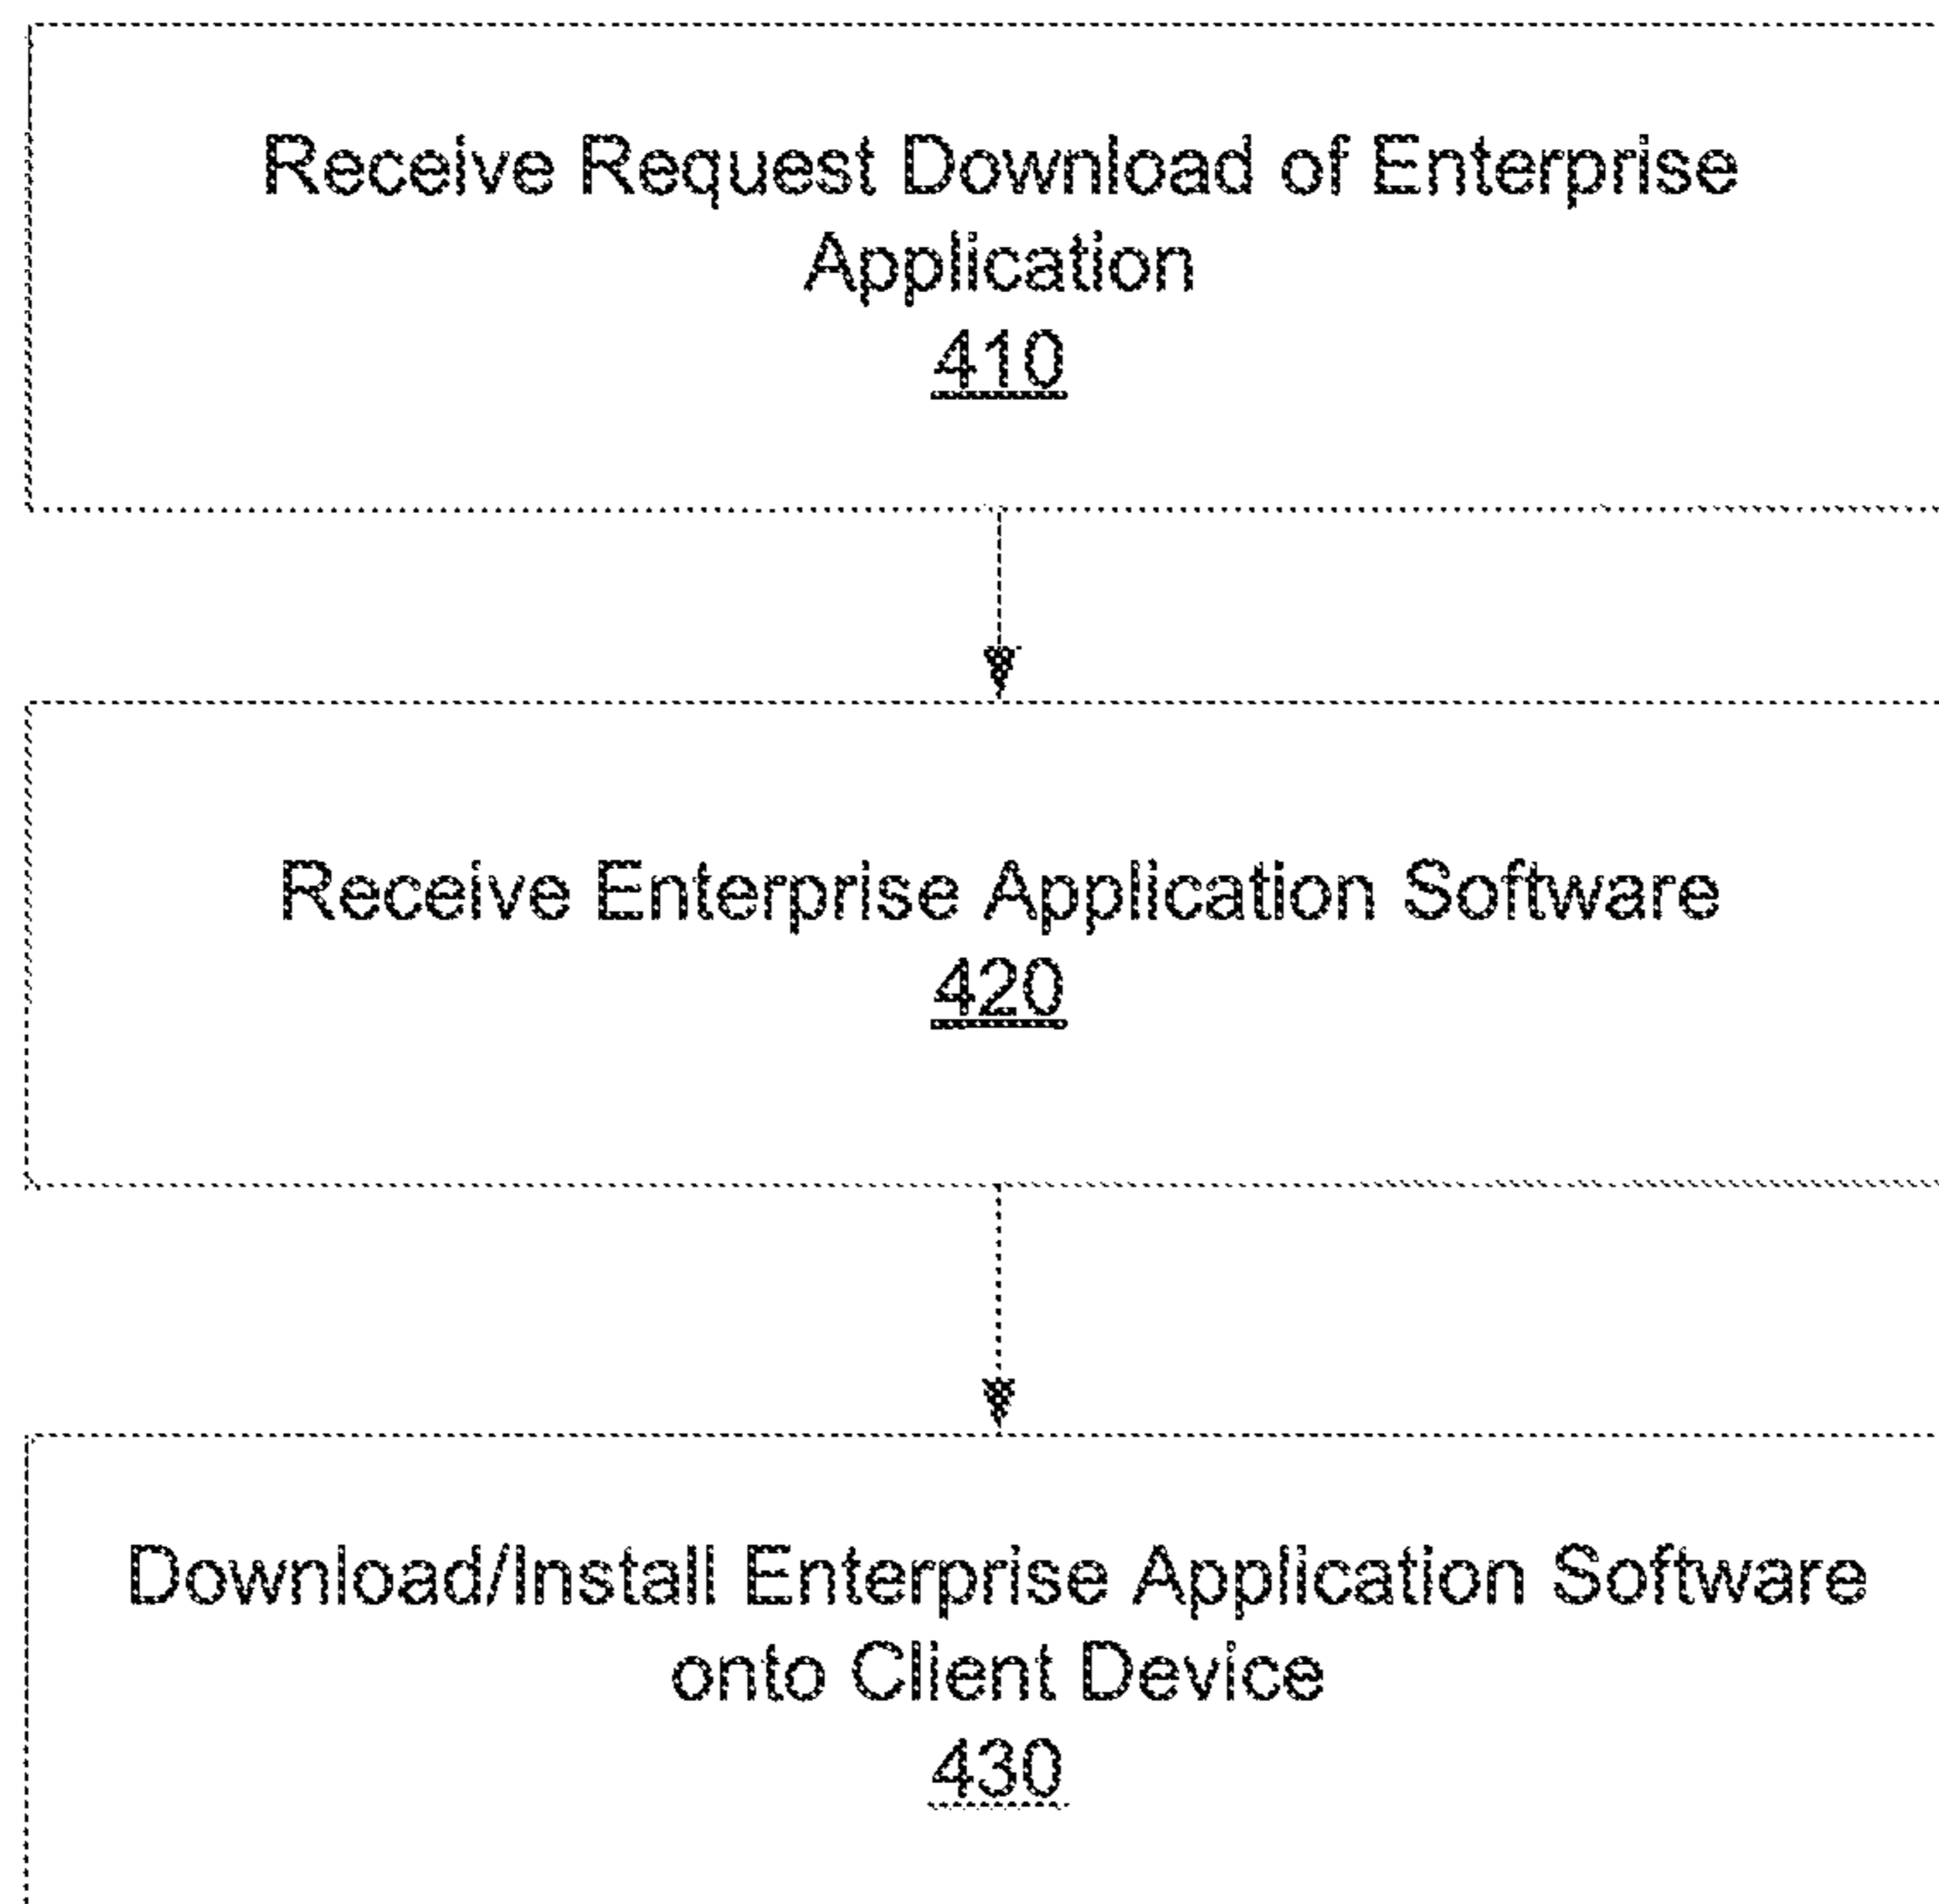 Receive Request Download of Enterprise
Application
410
Receive Enterprise Application Software
420
Download/Install Enterprise Application Software
onto Client Device
430